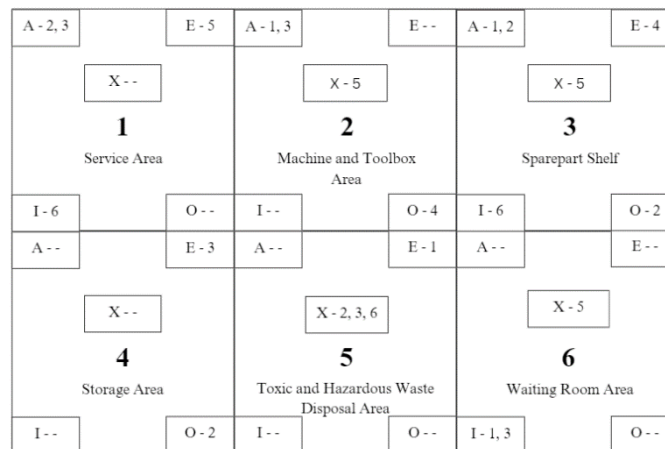 A - 2, 3
E - 5
A - 1, 3
E - -
A - 1, 2
E - 4
X - -
X - 5
X - 5
1
2
3
Service Area
Machine and Toolbox
Area
Sparepart Shelf
I - 6
O - -
I - -
O - 4
I - 6
O - 2
A - -
E - 3
A - -
E - 1
A - -
E - -
X - -
X - 2, 3, 6
X - 5
4
5
6
Storage Area
Toxic and Hazardous Waste
Disposal Area
Waiting Room Area
I - -
O - 2
I - -
O - -
I - 1, 3
O - -